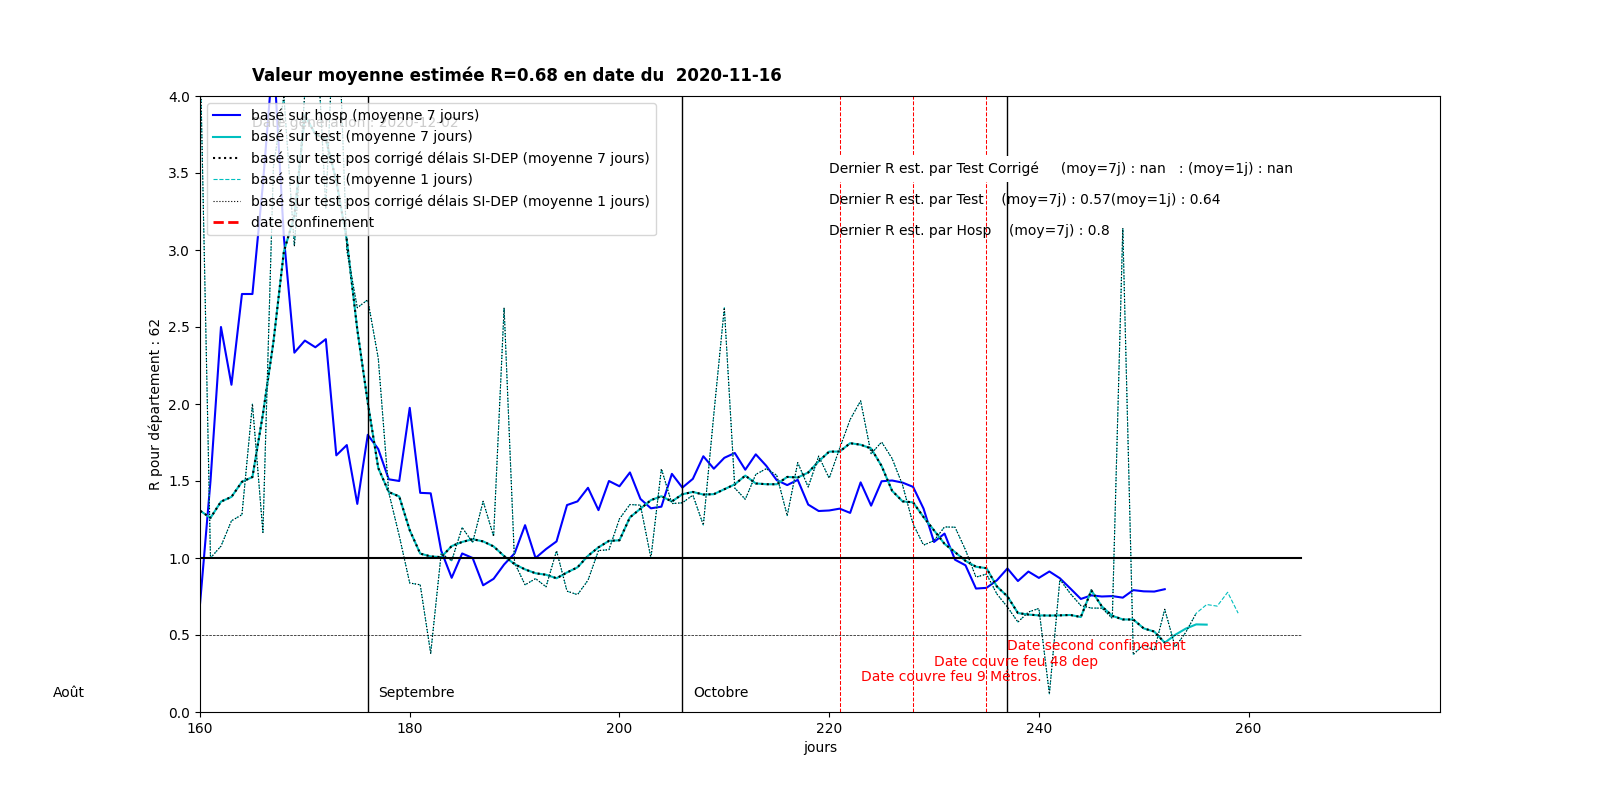 Valeur moyenne estimée R=0.68 en date du  2020-11-16
Date génération : 2020-12-02
basé sur hosp (moyenne 7 jours)
basé sur test (moyenne 7 jours)
basé sur test pos corrigé délais SI-DEP (moyenne 7 jours)
basé sur test (moyenne 1 jours)
basé sur test pos corrigé délais SI-DEP (moyenne 1 jours)
date confinement
Dernier R est. par Test Corrigé     (moy=7j) : nan   : (moy=1j) : nan
Dernier R est. par Test    (moy=7j) : 0.57(moy=1j) : 0.64
Dernier R est. par Hosp    (moy=7j) : 0.8
R pour département : 62
4.0
3.5
3.0
2.5
2.0
1.5
1.0
0.5
0.0
Date second confinement
Date couvre feu 48 dep
Date couvre feu 9 Métros.
Août
Septembre
Octobre
160 180 200 220 240 260
jours